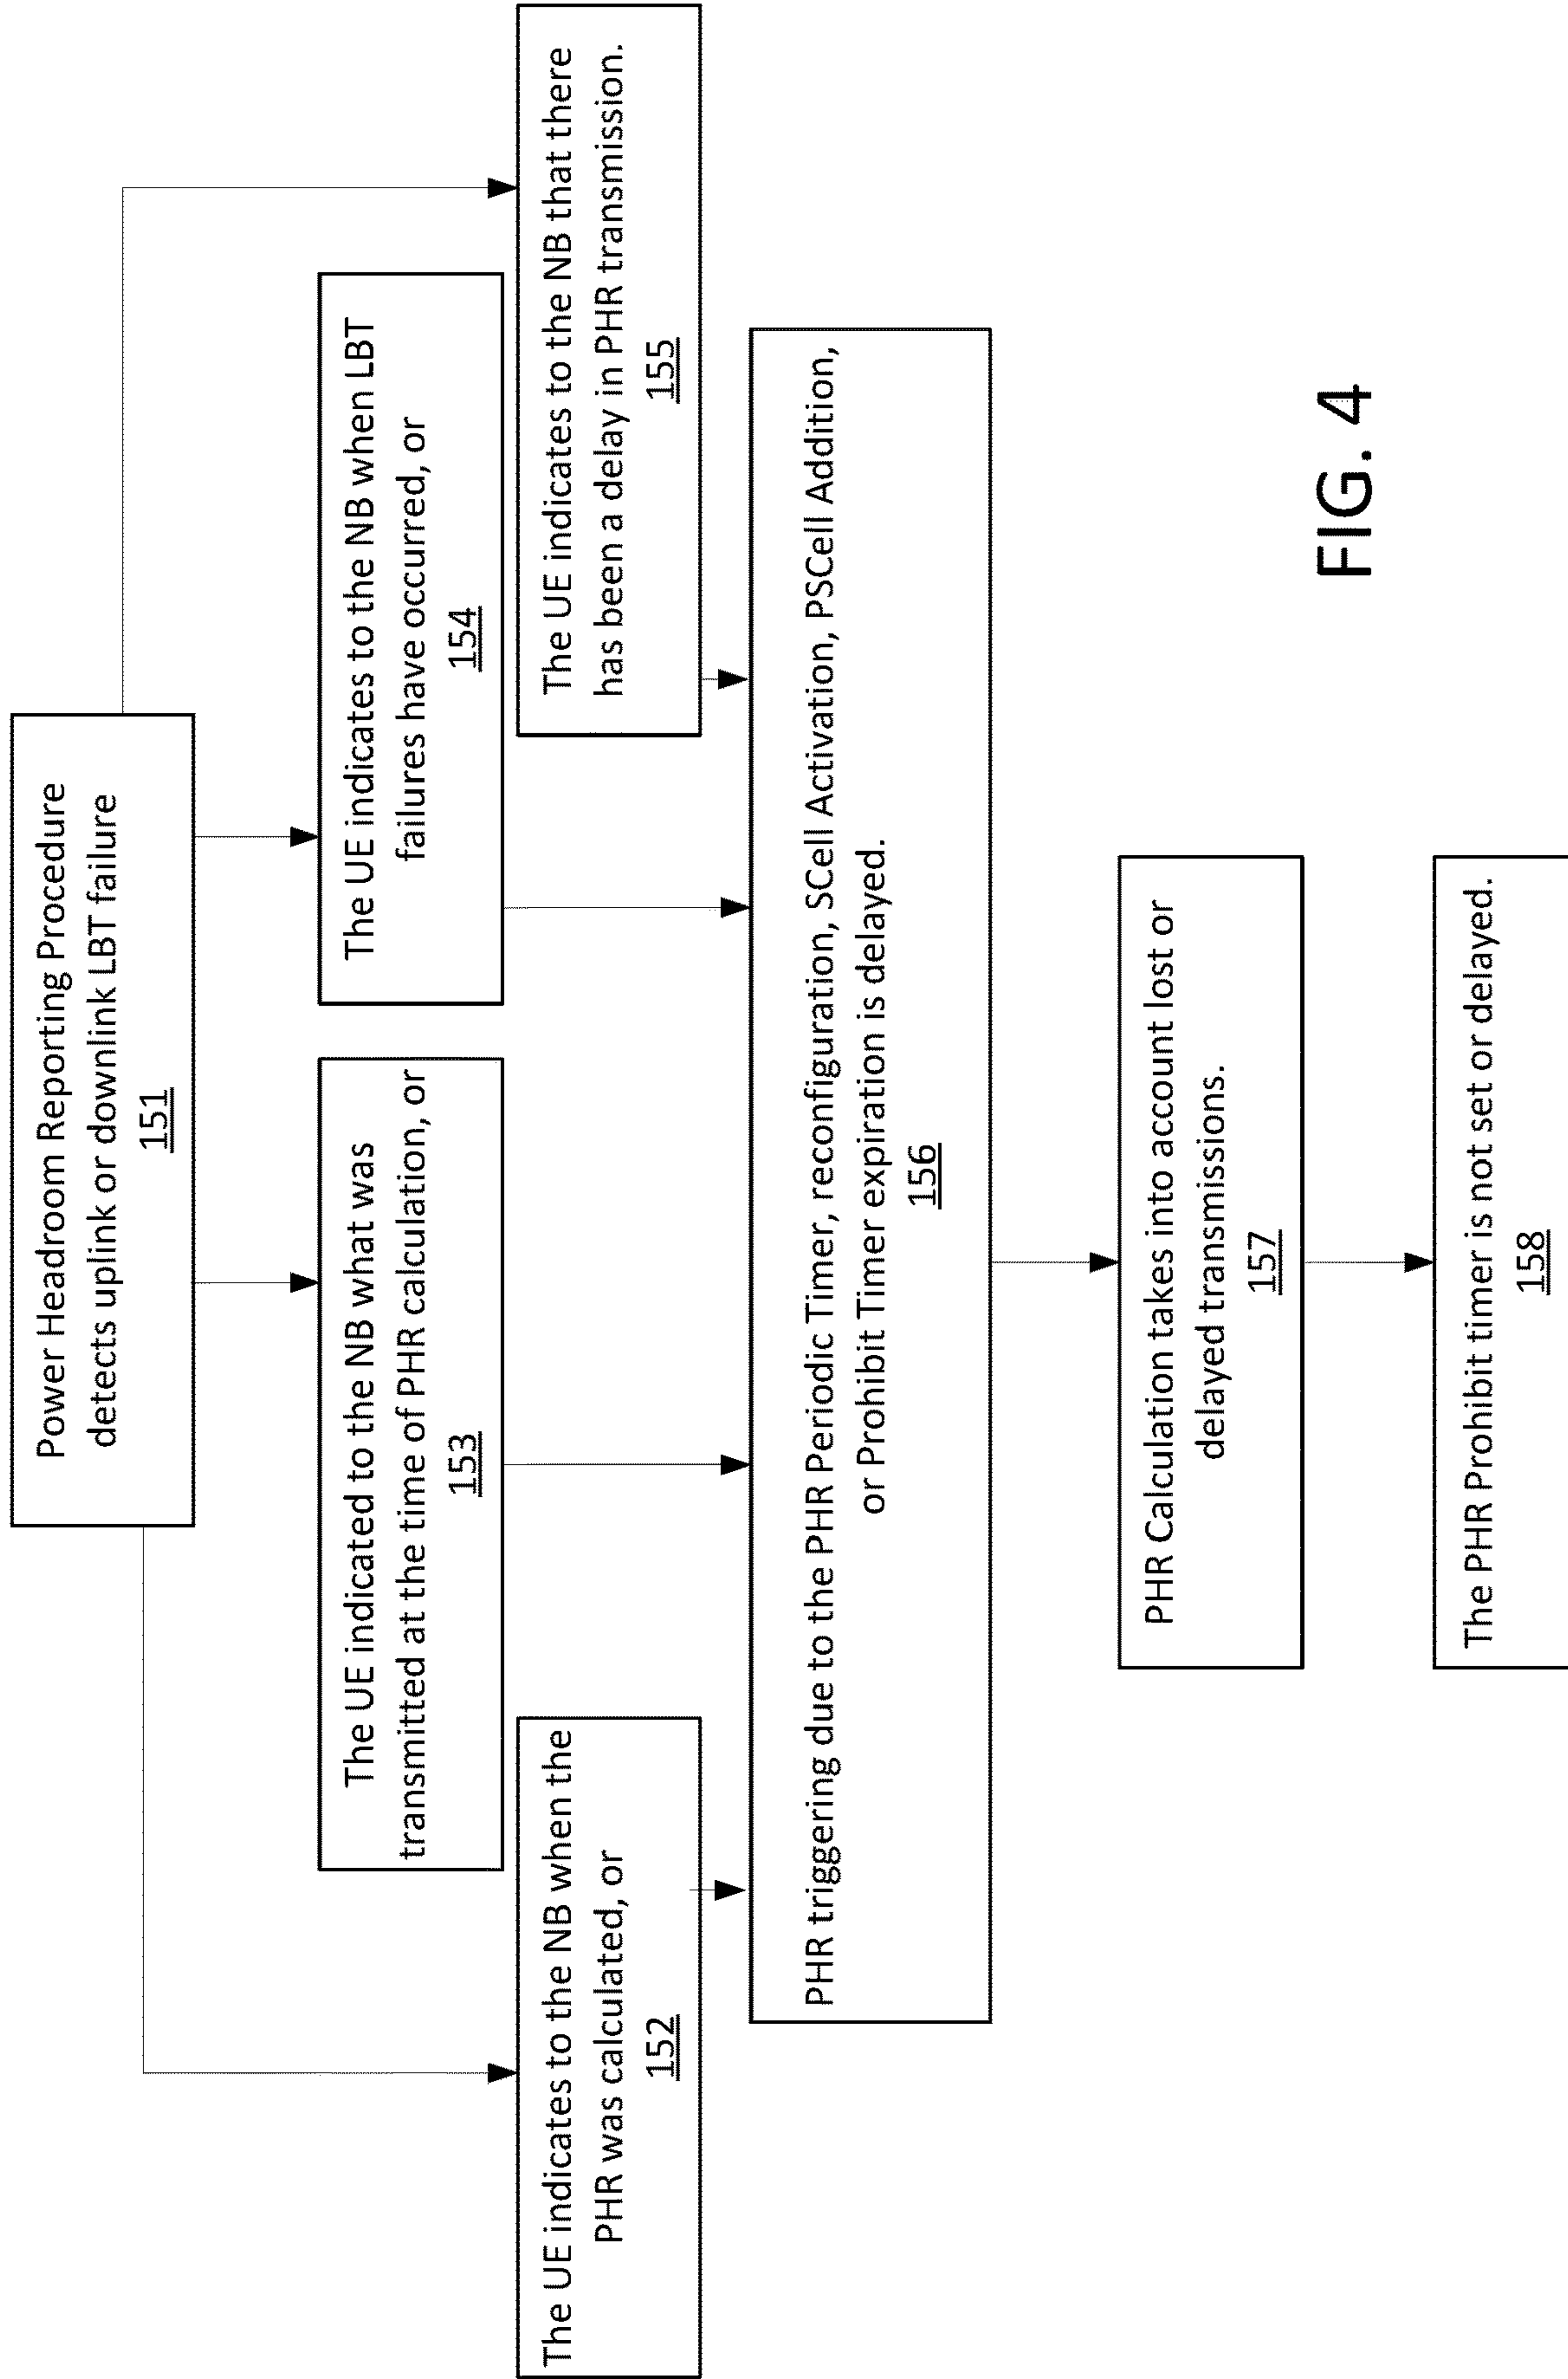 Power Headroom Reporting Procedure
detects uplink or downlink LBT failure
151
The UE indicates to the NB when the
PHR was calculated, or
152
The UE indicated to the NB what was
transmitted at the time of PHR calculation, or
153
The UE indicates to the NB when LBT
failures have occurred, or
154
The UE indicates to the NB that there
has been a delay in PHR transmission.
155
PHR triggering due to the PHR Periodic Timer, reconfiguration, SCell Activation, PSCell Addition,
or Prohibit Timer expiration is delayed.
156
PHR Calculation takes into account lost or
delayed transmissions.
157
The PHR Prohibit timer is not set or delayed.
158
FIG. 4